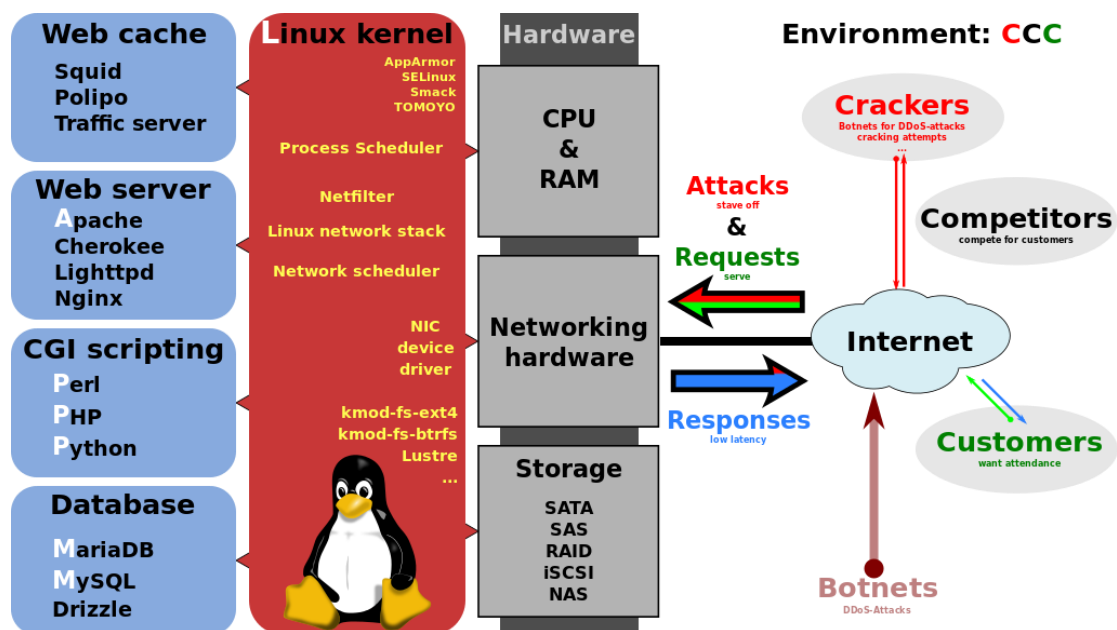 Web cache
Squid
Polipo
Traffic server
Web server
Apache
Cherokee
Lighttpd
Nginx
CGI scripting
Perl
PHP
Python
Database
MariaDB
MySQL
Drizzle
Linux kernel
AppArmor
SELinux
Smack
TOMOYO
Process Scheduler
Netfilter
Linux network stack
Network scheduler
NIC
device
driver
kmod-fs-ext4
kmod-fs-btrfs
Lustre
...
Hardware
CPU
&
RAM
Networking
hardware
Storage
SATA
SAS
RAID
iSCSI
NAS
Environment: CCC
Crackers
Botnets for DDoS-attacks
cracking attempts
...
Competitors
compete for customers
Attacks
stave off
&
Requests
serve
Internet
Responses
low latency
Customers
want attendance
Botnets
DDoS-Attacks